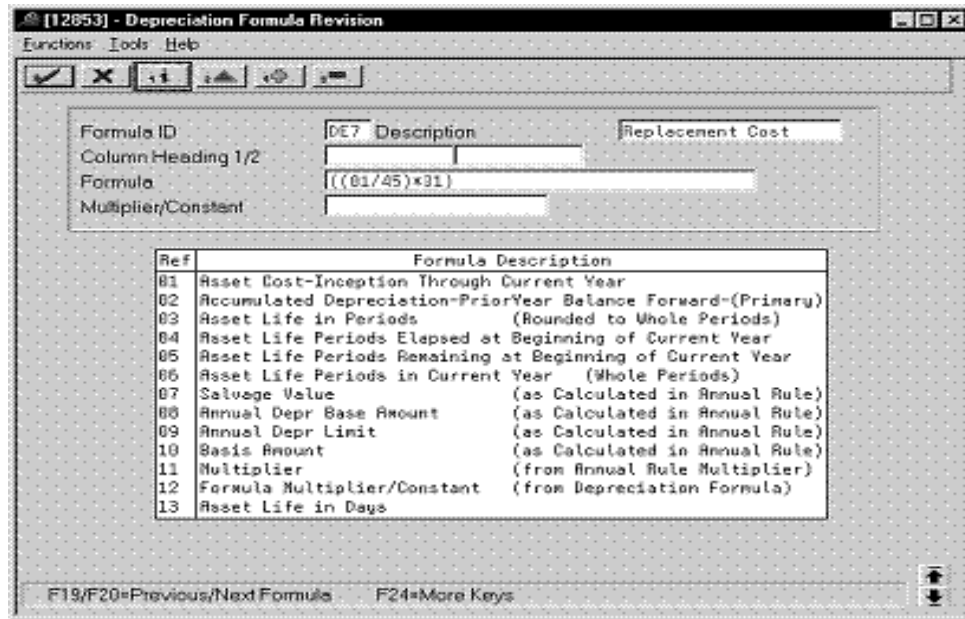 [12853] - Depreciation Formula Revision
Functions Tools Help
Formula ID DE7 Description Replacement Cost
Column Heading 1/2
Formula ((01/45)*31)
Multiplier/Constant
Ref Formula Description
01 Asset Cost-Inception Through Current Year
02 Accumulated Depreciation-PriorYear Balance Forward-(Primary)
03 Asset Life in Periods (Rounded to Whole Periods)
04 Asset Life Periods Elapsed at Beginning of Current Year
05 Asset Life Periods Remaining at Beginning of Current Year
06 Asset Life Periods in Current Year (Whole Periods)
07 Salvage Value (as Calculated in Annual Rule)
08 Annual Depr Base Amount (as Calculated in Annual Rule)
09 Annual Depr Limit (as Calculated in Annual Rule)
10 Basis Amount (as Calculated in Annual Rule)
11 Multiplier (from Annual Rule Multiplier)
12 Formula Multiplier/Constant (from Depreciation Formula)
13 Asset Life in Days
F19/F20=Previous/Next Formula F24=More Keys